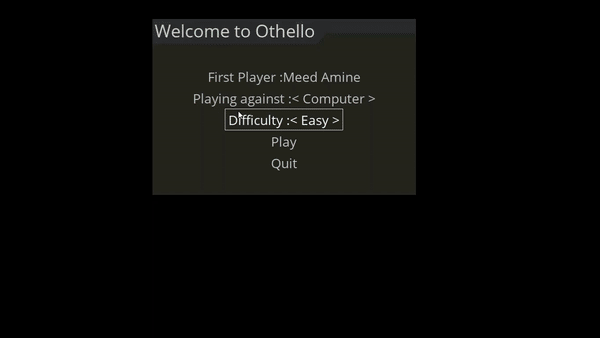 Welcome to Othello
First Player :Meed Amine
Playing against :< Computer >
Difficulty :< Easy >
Play
Quit